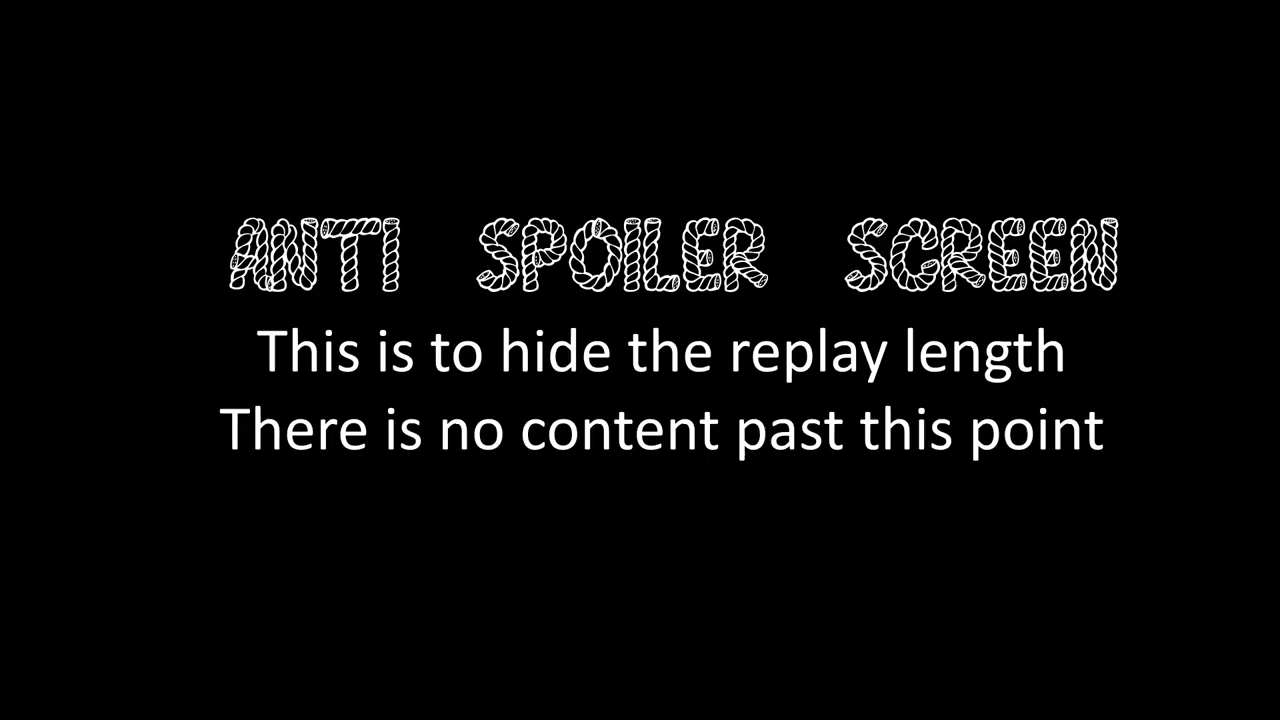 ANTI SPOILER SCREEN
This is to hide the replay length
There is no content past this point